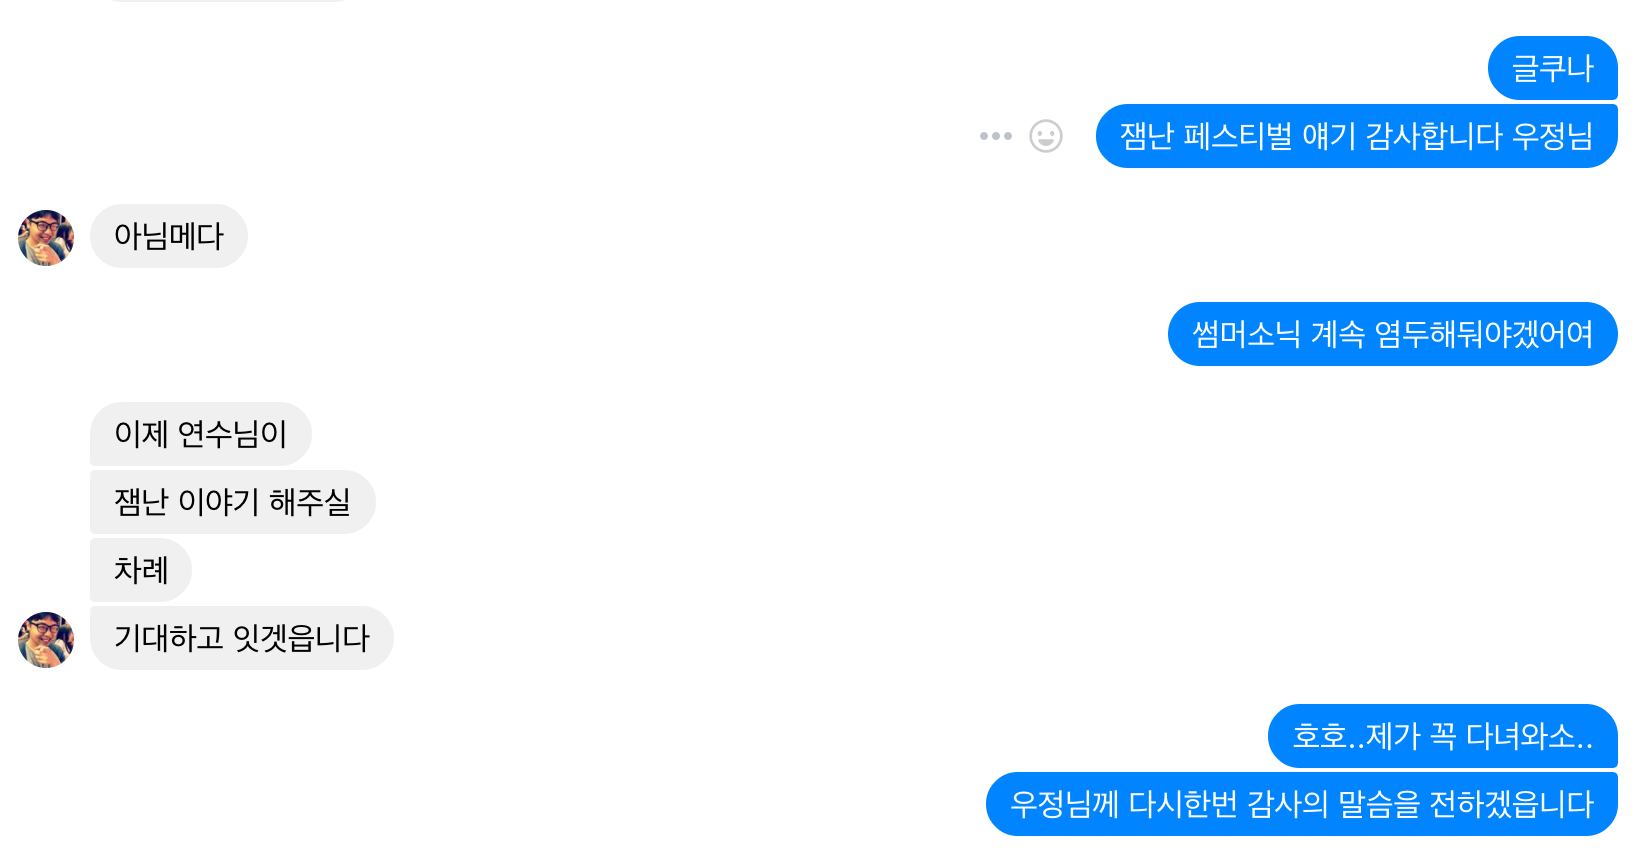 글쿠나
잼난 페스티벌 얘기 감사합니다 우정님
아님메다
썸머소닉 계속 염두해둬야겠어여
이제 연수님이
잼난 이야기 해주실
차례
기대하고 잇겟읍니다
호호..제가 꼭 다녀와소..
우정님께 다시한번 감사의 말슴을 전하겠읍니다